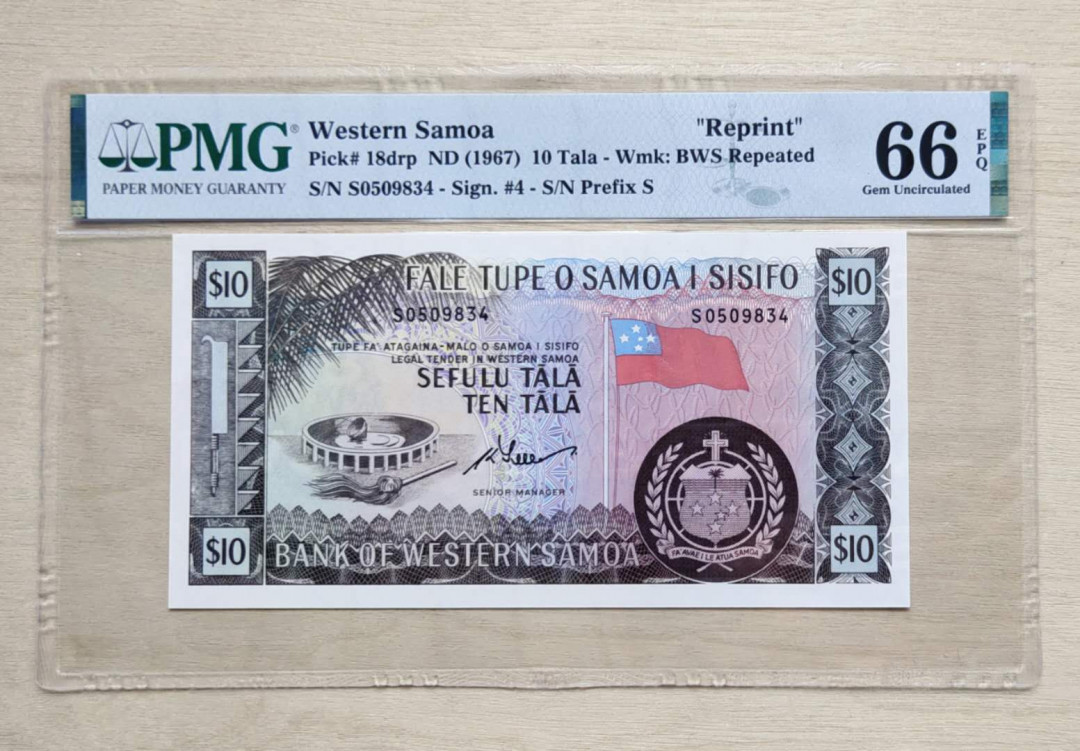 PMG®
PAPER MONEY GUARANTY
Western Samoa "Reprint"
Pick# 18drp ND (1967) 10 Tala - Wmk: BWS Repeated
S/N S0509834 - Sign. #4 - S/N Prefix S
66
EPQ
Gem Uncirculated
$10 FALE TUPE O SAMOA I SISIFO $10
S0509834 S0509834
TUPE FA'ATAGAINA-MALO O SAMOA I SISIFO
LEGAL TENDER IN WESTERN SAMOA
SEFULU TĀLĀ
TEN TĀLĀ
SENIOR MANAGER
FA'AVAE I LE ATUA SAMOA
$10 BANK OF WESTERN SAMOA $10